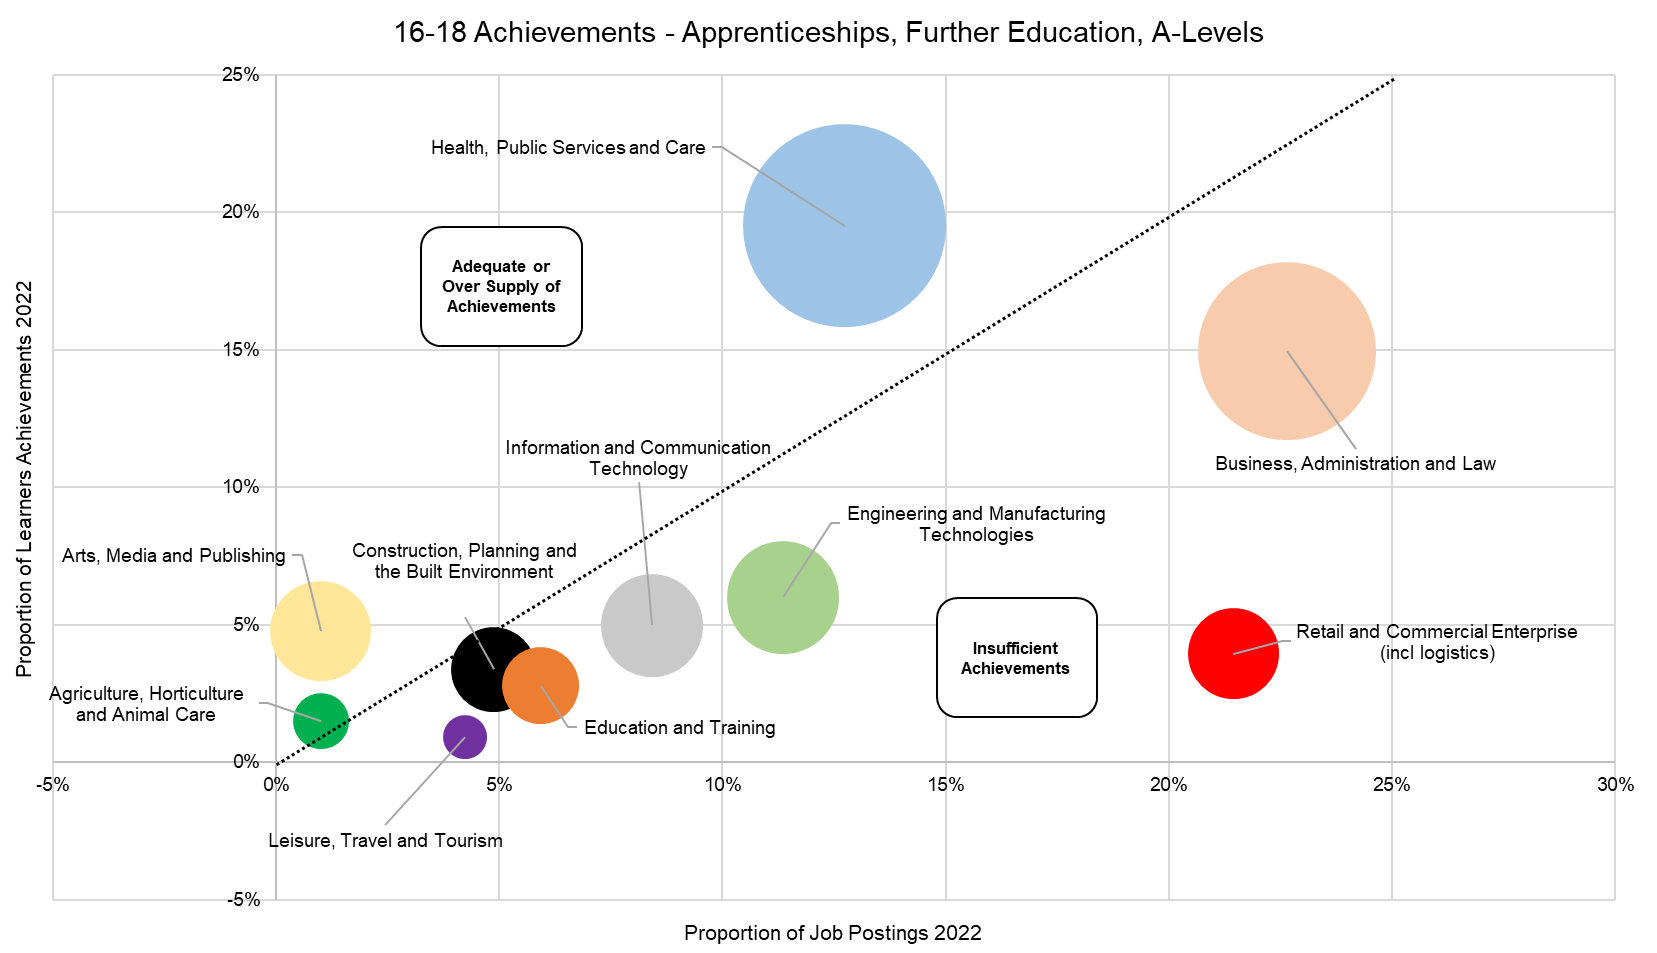 16-18 Achievements - Apprenticeships, Further Education, A-Levels
25%
Health, Public Services and Care
20%
Adequate or
Over Supply of
Achievements
15%
Proportion of Learners Achievements 2022
Information and Communication
Technology
Business, Administration and Law
10%
Engineering and Manufacturing
Technologies
Arts, Media and Publishing
Construction, Planning and
the Built Environment
5%
Insufficient
Achievements
Retail and Commercial Enterprise
(incl logistics)
Agriculture, Horticulture
and Animal Care
Education and Training
0%
-5%
0%
5%
10%
15%
20%
25%
30%
Leisure, Travel and Tourism
-5%
Proportion of Job Postings 2022